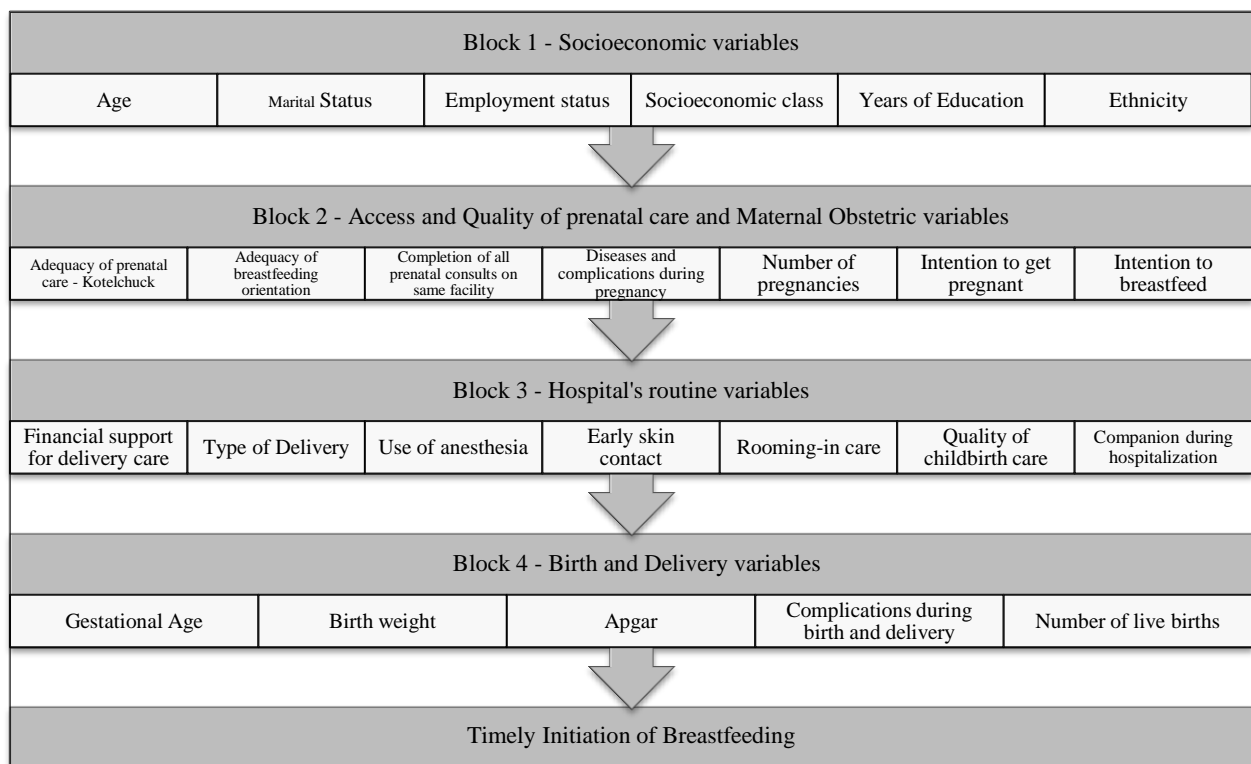 Block 1 - Socioeconomic variables
Age
Marital Status
Employment status
Socioeconomic class
Years of Education
Ethnicity
Block 2 - Access and Quality of prenatal care and Maternal Obstetric variables
Adequacy of prenatal
care - Kotelchuck
Adequacy of
breastfeeding
orientation
Completion of all
prenatal consults on
same facility
Diseases and
complications during
pregnancy
Number of
pregnancies
Intention to get
pregnant
Intention to
breastfeed
Block 3 - Hospital's routine variables
Financial support
for delivery care
Type of Delivery
Use of anesthesia
Early skin
contact
Rooming-in care
Quality of
childbirth care
Companion during
hospitalization
Block 4 - Birth and Delivery variables
Gestational Age
Birth weight
Apgar
Complications during
birth and delivery
Number of live births
Timely Initiation of Breastfeeding